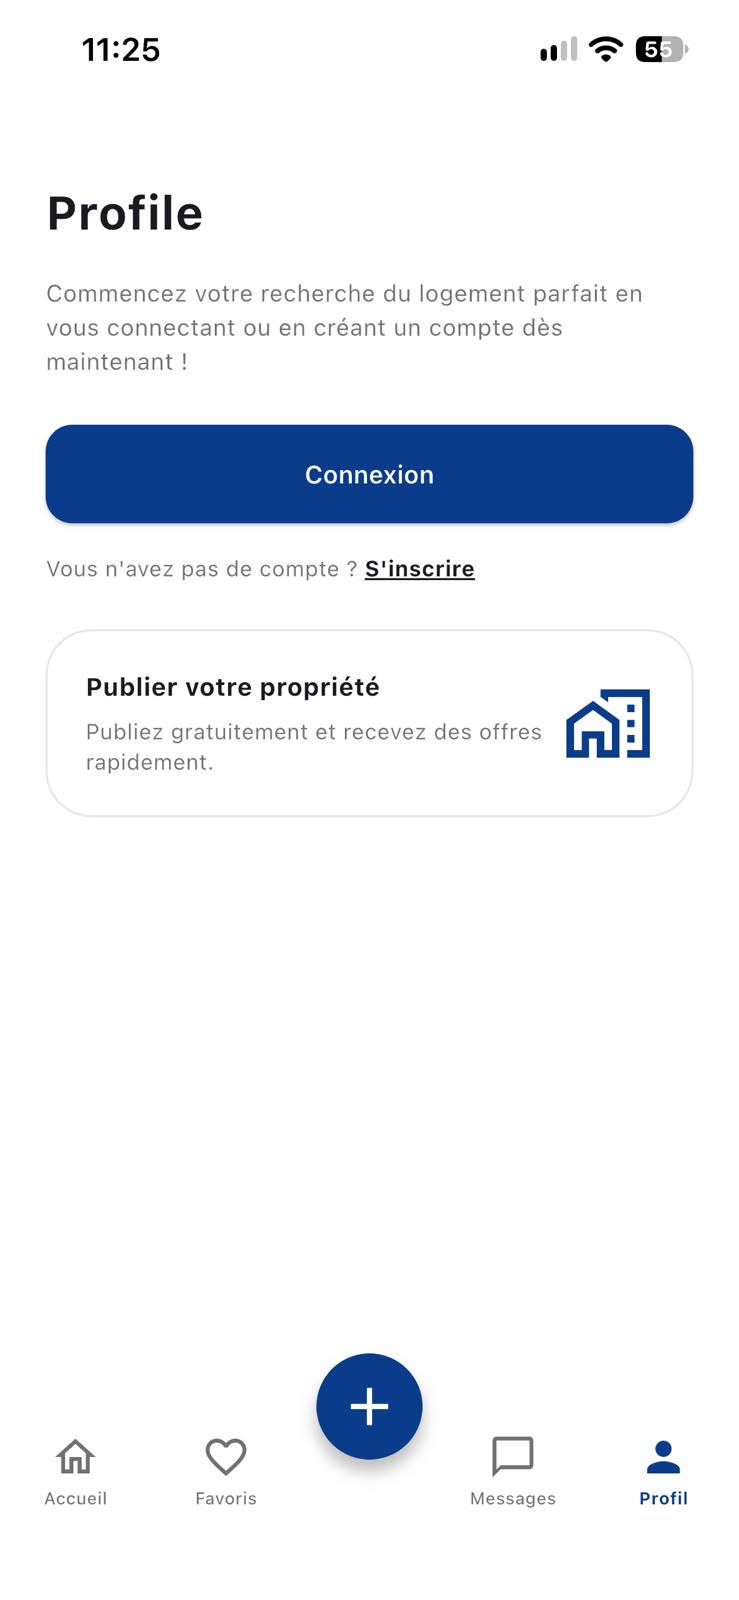 11:25
55
Profile
Commencez votre recherche du logement parfait en
vous connectant ou en créant un compte dès
maintenant !
Connexion
Vous n'avez pas de compte ? S'inscrire
Publier votre propriété
Publiez gratuitement et recevez des offres
rapidement.
Accueil
Favoris
Messages
Profil